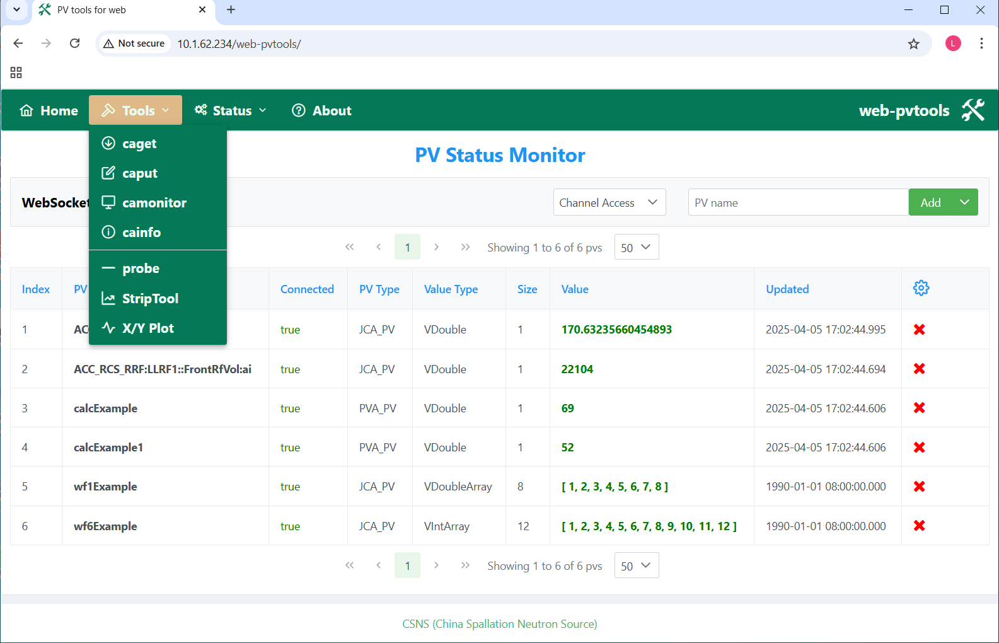 PV tools for web
Not secure 10.1.62.234/web-pvtools/
L
Home Tools Status About web-pvtools
caget
caput
camonitor
cainfo
probe
StripTool
X/Y Plot
PV Status Monitor
WebSocket Channel Access PV name Add
1 Showing 1 to 6 of 6 pvs 50
Index PV Connected PV Type Value Type Size Value Updated
1 AC true JCA_PV VDouble 1 170.63235660454893 2025-04-05 17:02:44.995
2 ACC_RCS_RRF:LLRF1::FrontRfVol:ai true JCA_PV VDouble 1 22104 2025-04-05 17:02:44.694
3 calcExample true PVA_PV VDouble 1 69 2025-04-05 17:02:44.606
4 calcExample1 true PVA_PV VDouble 1 52 2025-04-05 17:02:44.606
5 wf1Example true JCA_PV VDoubleArray 8 [ 1, 2, 3, 4, 5, 6, 7, 8 ] 1990-01-01 08:00:00.000
6 wf6Example true JCA_PV VIntArray 12 [ 1, 2, 3, 4, 5, 6, 7, 8, 9, 10, 11, 12 ] 1990-01-01 08:00:00.000
1 Showing 1 to 6 of 6 pvs 50
CSNS (China Spallation Neutron Source)